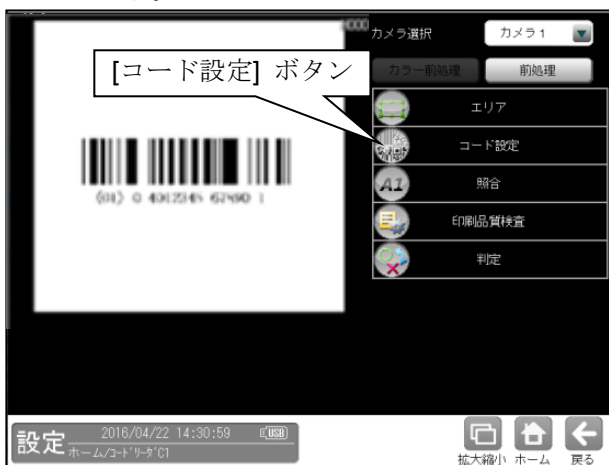 カメラ選択
カメラ1
[コード設定] ボタン
カラー前処理
前処理
エリア
コード設定
A1
照合
印刷品質検査
判定
設定
2016/04/22 14:30:59
USB
ホーム/コードリーダC1
拡大縮小
ホーム
戻る